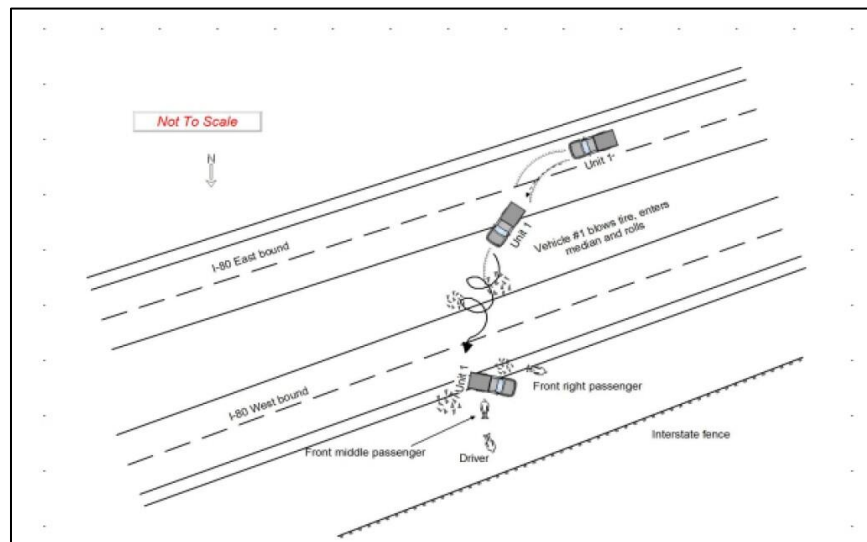 Not To Scale
N
Unit 1
Unit 1
Vehicle #1 blows tire, enters
median and rolls
I-80 East bound
Unit 1
Front right passenger
I-80 West bound
Front middle passenger
Driver
Interstate fence